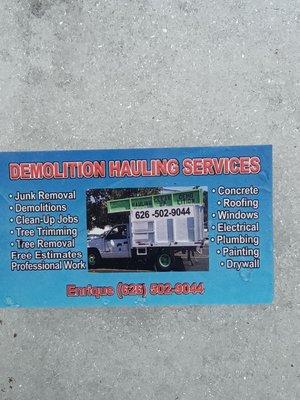 DEMOLITION HAULING SERVICES
• Junk Removal
• Demolitions
• Clean-Up Jobs
• Tree Trimming
• Tree Removal
Free Estimates
Professional Work
626 -502-9044
• Concrete
• Roofing
• Windows
• Electrical
• Plumbing
• Painting
• Drywall
Enrique (626) 502-9044